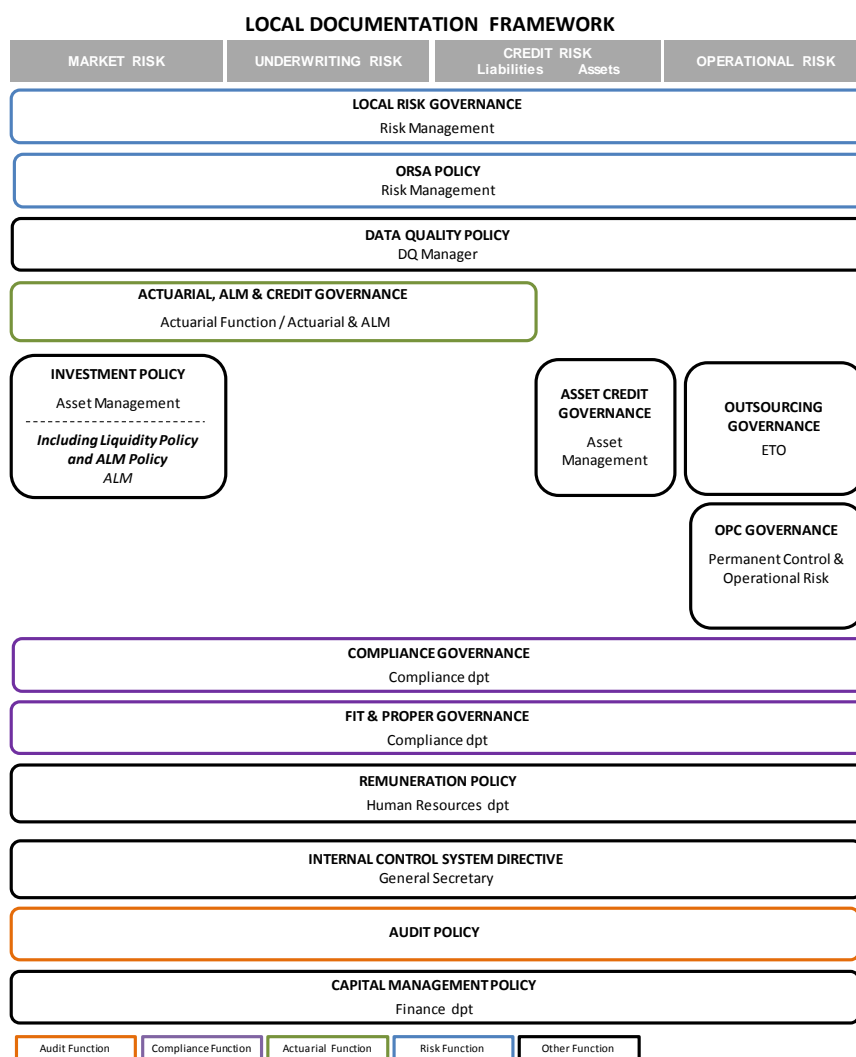 LOCAL DOCUMENTATION FRAMEWORK
MARKET RISK
UNDERWRITING RISK
CREDIT RISK
Liabilities Assets
OPERATIONAL RISK
LOCAL RISK GOVERNANCE
Risk Management
ORSA POLICY
Risk Management
DATA QUALITY POLICY
DQ Manager
ACTUARIAL, ALM & CREDIT GOVERNANCE
Actuarial Function / Actuarial & ALM
INVESTMENT POLICY
Asset Management
Including Liquidity Policy
and ALM Policy
ALM
ASSET CREDIT
GOVERNANCE
Asset
Management
OUTSOURCING
GOVERNANCE
ETO
OPC GOVERNANCE
Permanent Control &
Operational Risk
COMPLIANCE GOVERNANCE
Compliance dpt
FIT & PROPER GOVERNANCE
Compliance dpt
REMUNERATION POLICY
Human Resources dpt
INTERNAL CONTROL SYSTEM DIRECTIVE
General Secretary
AUDIT POLICY
CAPITAL MANAGEMENT POLICY
Finance dpt
Audit Function
Compliance Function
Actuarial Function
Risk Function
Other Function